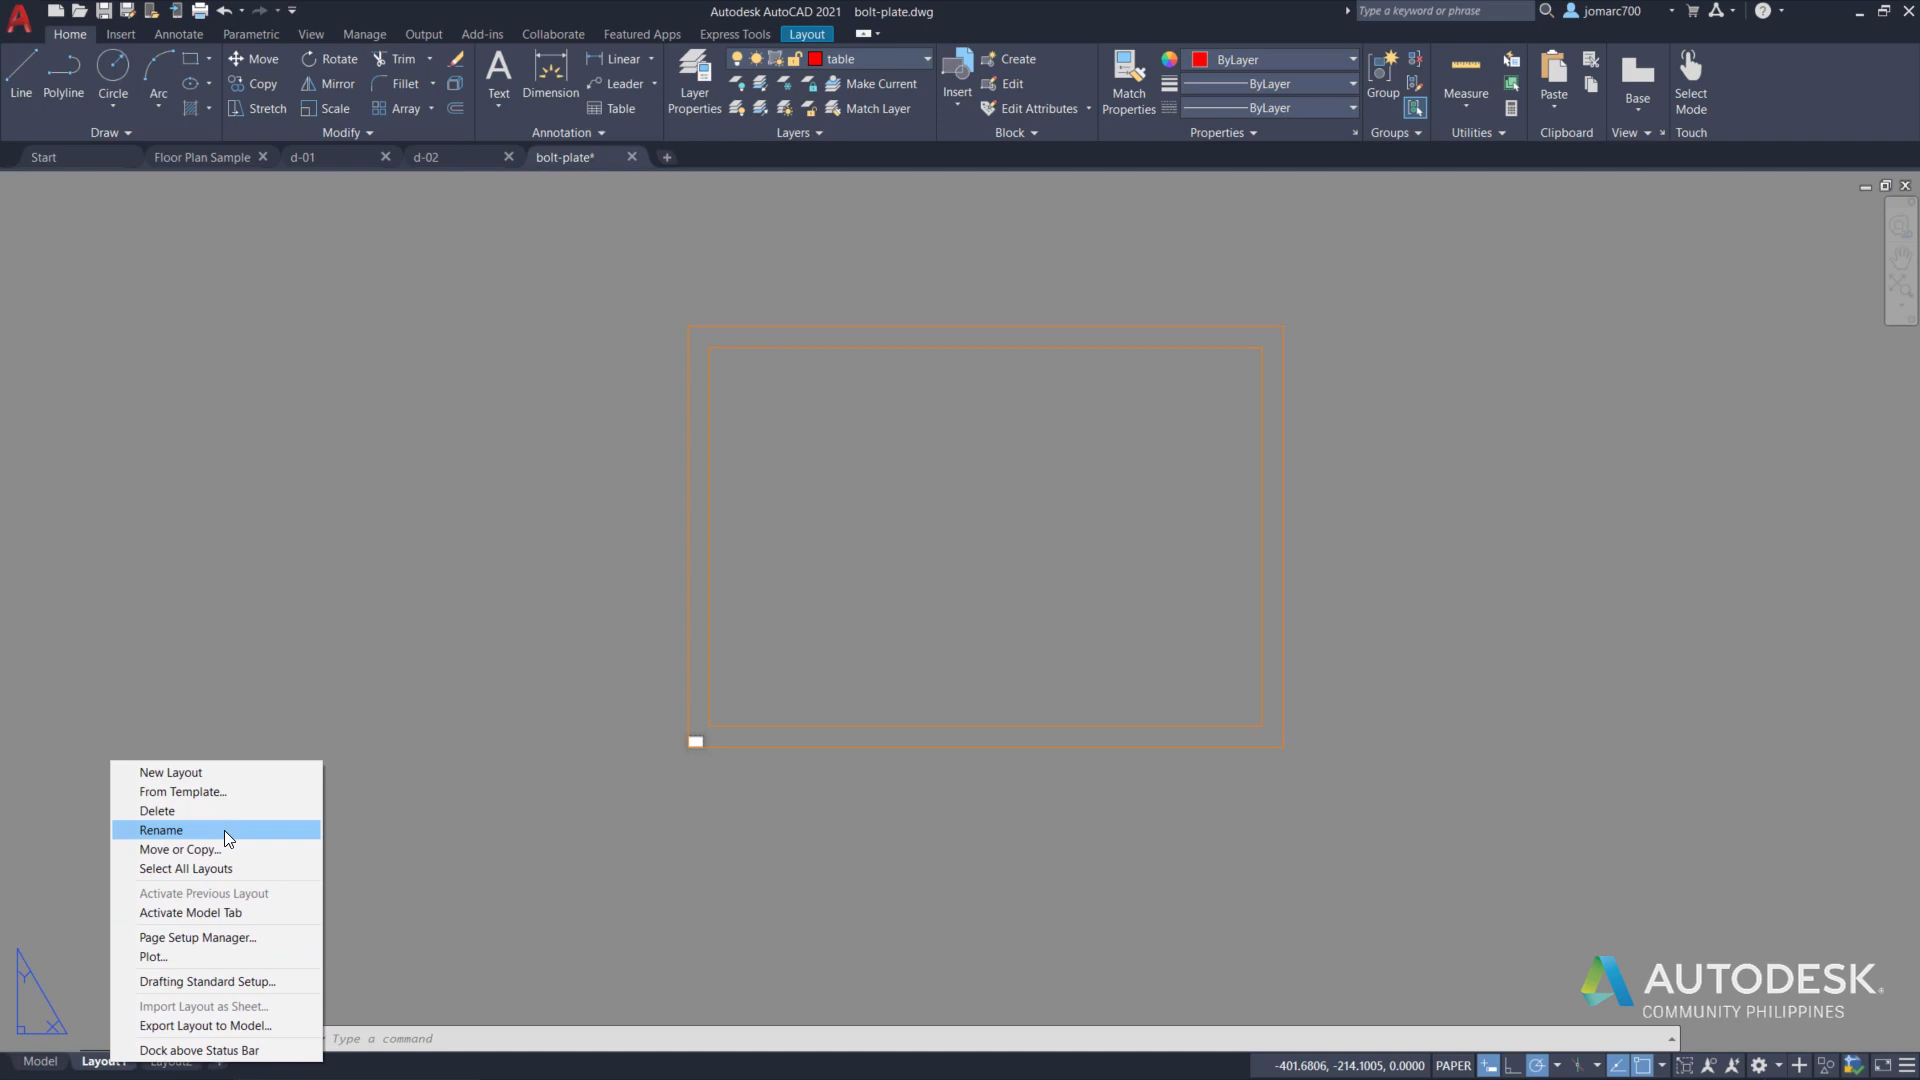 Autodesk AutoCAD 2021 bolt-plate.dwg
Type a keyword or phrase
jomarc700
Home Insert Annotate Parametric View Manage Output Add-ins Collaborate Featured Apps Express Tools Layout
Line Polyline Circle Arc
Move Rotate Trim
Copy Mirror Fillet
Stretch Scale Array
Text Dimension
Linear
Leader
Table
Layer Properties
table
Make Current
Match Layer
Insert
Create
Edit
Edit Attributes
Match Properties
ByLayer
ByLayer
ByLayer
Group
Measure
Paste
Base
Select Mode
Draw Modify Annotation Layers Block Properties Groups Utilities Clipboard View Touch
Start Floor Plan Sample d-01 d-02 bolt-plate*
New Layout
From Template...
Delete
Rename
Move or Copy...
Select All Layouts
Activate Previous Layout
Activate Model Tab
Page Setup Manager...
Plot...
Drafting Standard Setup...
Import Layout as Sheet...
Export Layout to Model...
Dock above Status Bar
Y
X
AUTODESK®
COMMUNITY PHILIPPINES
Type a command
Model Layout1
-401.6806, -214.1005, 0.0000 PAPER